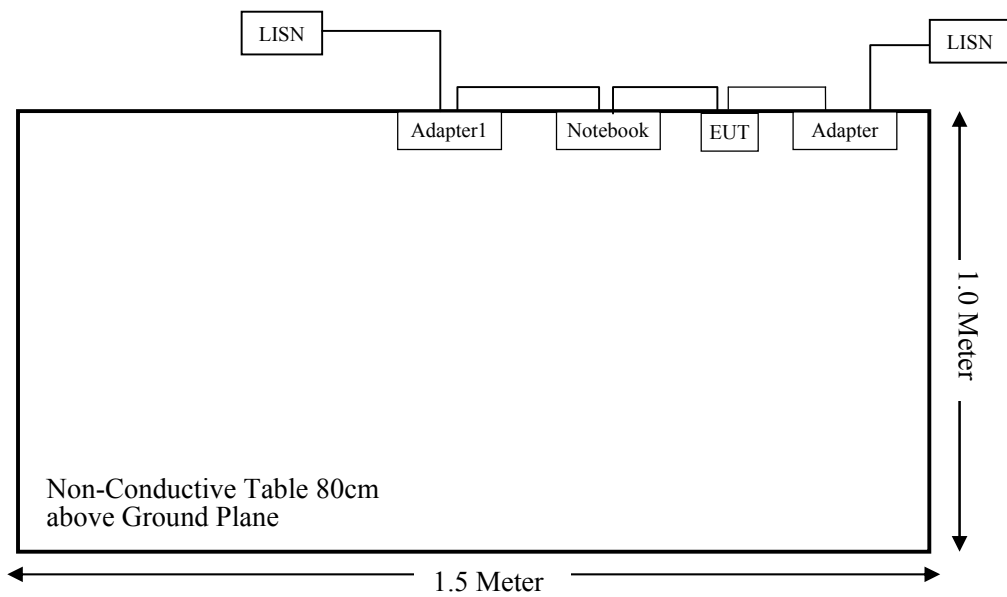 LISN
LISN
Adapter1
Notebook
EUT
Adapter
1.0 Meter
Non-Conductive Table 80cm
above Ground Plane
1.5 Meter